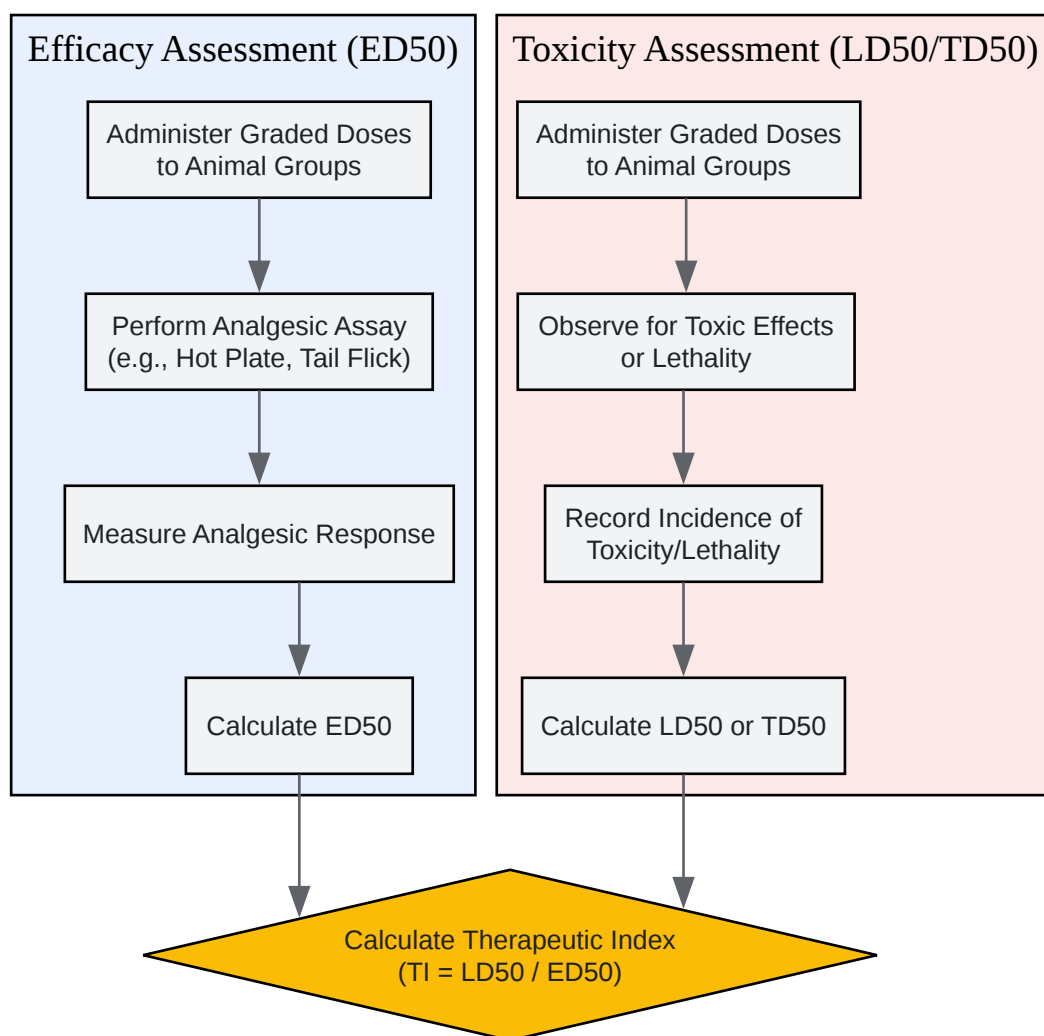 Efficacy Assessment (ED50)
Administer Graded Doses
to Animal Groups
Perform Analgesic Assay
(e.g., Hot Plate, Tail Flick)
Measure Analgesic Response
Calculate ED50
Toxicity Assessment (LD50/TD50)
Administer Graded Doses
to Animal Groups
Observe for Toxic Effects
or Lethality
Record Incidence of
Toxicity/Lethality
Calculate LD50 or TD50
Calculate Therapeutic Index
(TI = LD50 / ED50)